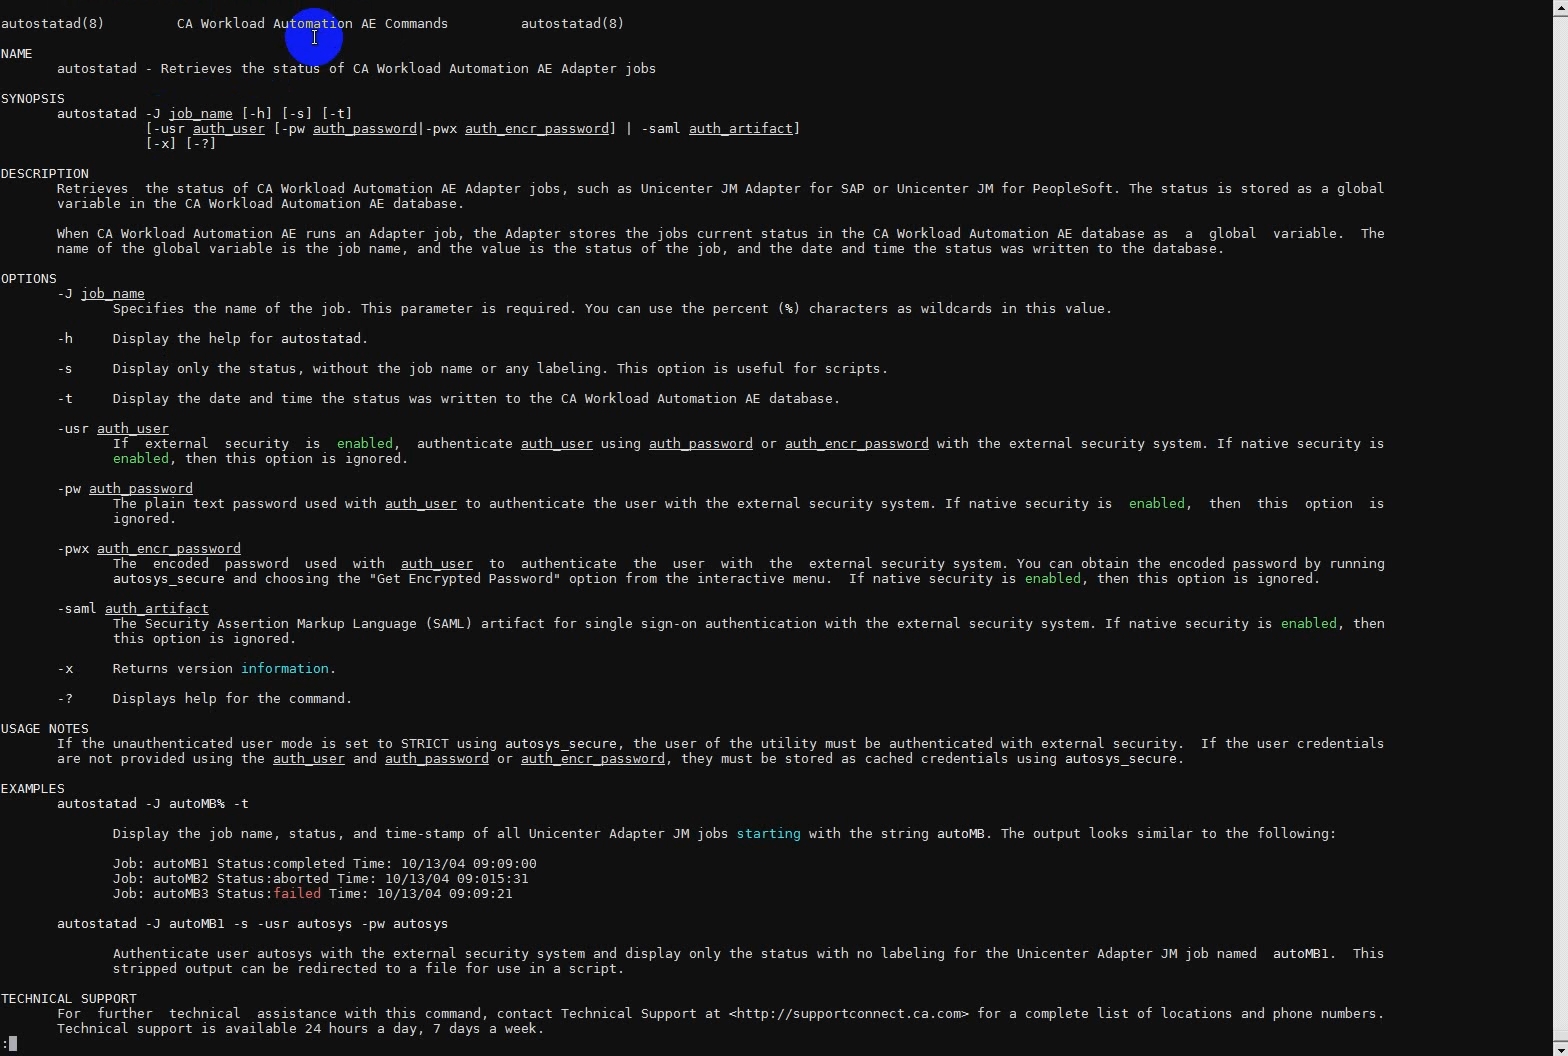 autostatad(8)         CA Workload Automation AE Commands         autostatad(8)
NAME
autostatad - Retrieves the status of CA Workload Automation AE Adapter jobs
SYNOPSIS
autostatad -J job_name [-h] [-s] [-t]
[-usr auth_user [-pw auth_password|-pwx auth_encr_password] | -saml auth_artifact]
[-x] [-?]
DESCRIPTION
Retrieves  the status of CA Workload Automation AE Adapter jobs, such as Unicenter JM Adapter for SAP or Unicenter JM for PeopleSoft. The status is stored as a global
variable in the CA Workload Automation AE database.
When CA Workload Automation AE runs an Adapter job, the Adapter stores the jobs current status in the CA Workload Automation AE database as  a  global  variable.  The
name of the global variable is the job name, and the value is the status of the job, and the date and time the status was written to the database.
OPTIONS
-J job_name
Specifies the name of the job. This parameter is required. You can use the percent (%) characters as wildcards in this value.
-h     Display the help for autostatad.
-s     Display only the status, without the job name or any labeling. This option is useful for scripts.
-t     Display the date and time the status was written to the CA Workload Automation AE database.
-usr auth_user
If  external  security  is  enabled,  authenticate auth_user using auth_password or auth_encr_password with the external security system. If native security is
enabled, then this option is ignored.
-pw auth_password
The plain text password used with auth_user to authenticate the user with the external security system. If native security is  enabled,  then  this  option  is
ignored.
-pwx auth_encr_password
The  encoded  password  used  with  auth_user  to  authenticate  the  user  with  the  external security system. You can obtain the encoded password by running
autosys_secure and choosing the "Get Encrypted Password" option from the interactive menu.  If native security is enabled, then this option is ignored.
-saml auth_artifact
The Security Assertion Markup Language (SAML) artifact for single sign-on authentication with the external security system. If native security is enabled, then
this option is ignored.
-x     Returns version information.
-?     Displays help for the command.
USAGE NOTES
If the unauthenticated user mode is set to STRICT using autosys_secure, the user of the utility must be authenticated with external security.  If the user credentials
are not provided using the auth_user and auth_password or auth_encr_password, they must be stored as cached credentials using autosys_secure.
EXAMPLES
autostatad -J autoMB% -t
Display the job name, status, and time-stamp of all Unicenter Adapter JM jobs starting with the string autoMB. The output looks similar to the following:
Job: autoMB1 Status:completed Time: 10/13/04 09:09:00
Job: autoMB2 Status:aborted Time: 10/13/04 09:015:31
Job: autoMB3 Status:failed Time: 10/13/04 09:09:21
autostatad -J autoMB1 -s -usr autosys -pw autosys
Authenticate user autosys with the external security system and display only the status with no labeling for the Unicenter Adapter JM job named  autoMB1.  This
stripped output can be redirected to a file for use in a script.
TECHNICAL SUPPORT
For  further  technical  assistance with this command, contact Technical Support at <http://supportconnect.ca.com> for a complete list of locations and phone numbers.
Technical support is available 24 hours a day, 7 days a week.
: